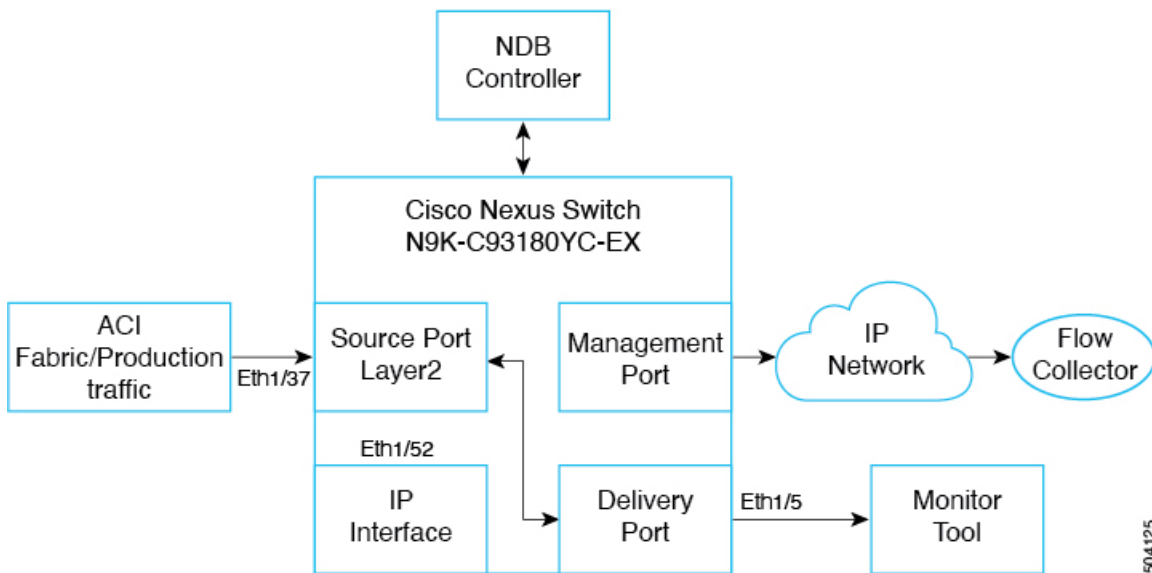 NDB
Controller
Cisco Nexus Switch
N9K-C93180YC-EX
ACI
Fabric/Production
traffic
Eth1/37
Source Port
Layer2
Management
Port
IP
Network
Flow
Collector
Eth1/52
IP
Interface
Delivery
Port
Eth1/5
Monitor
Tool
504125